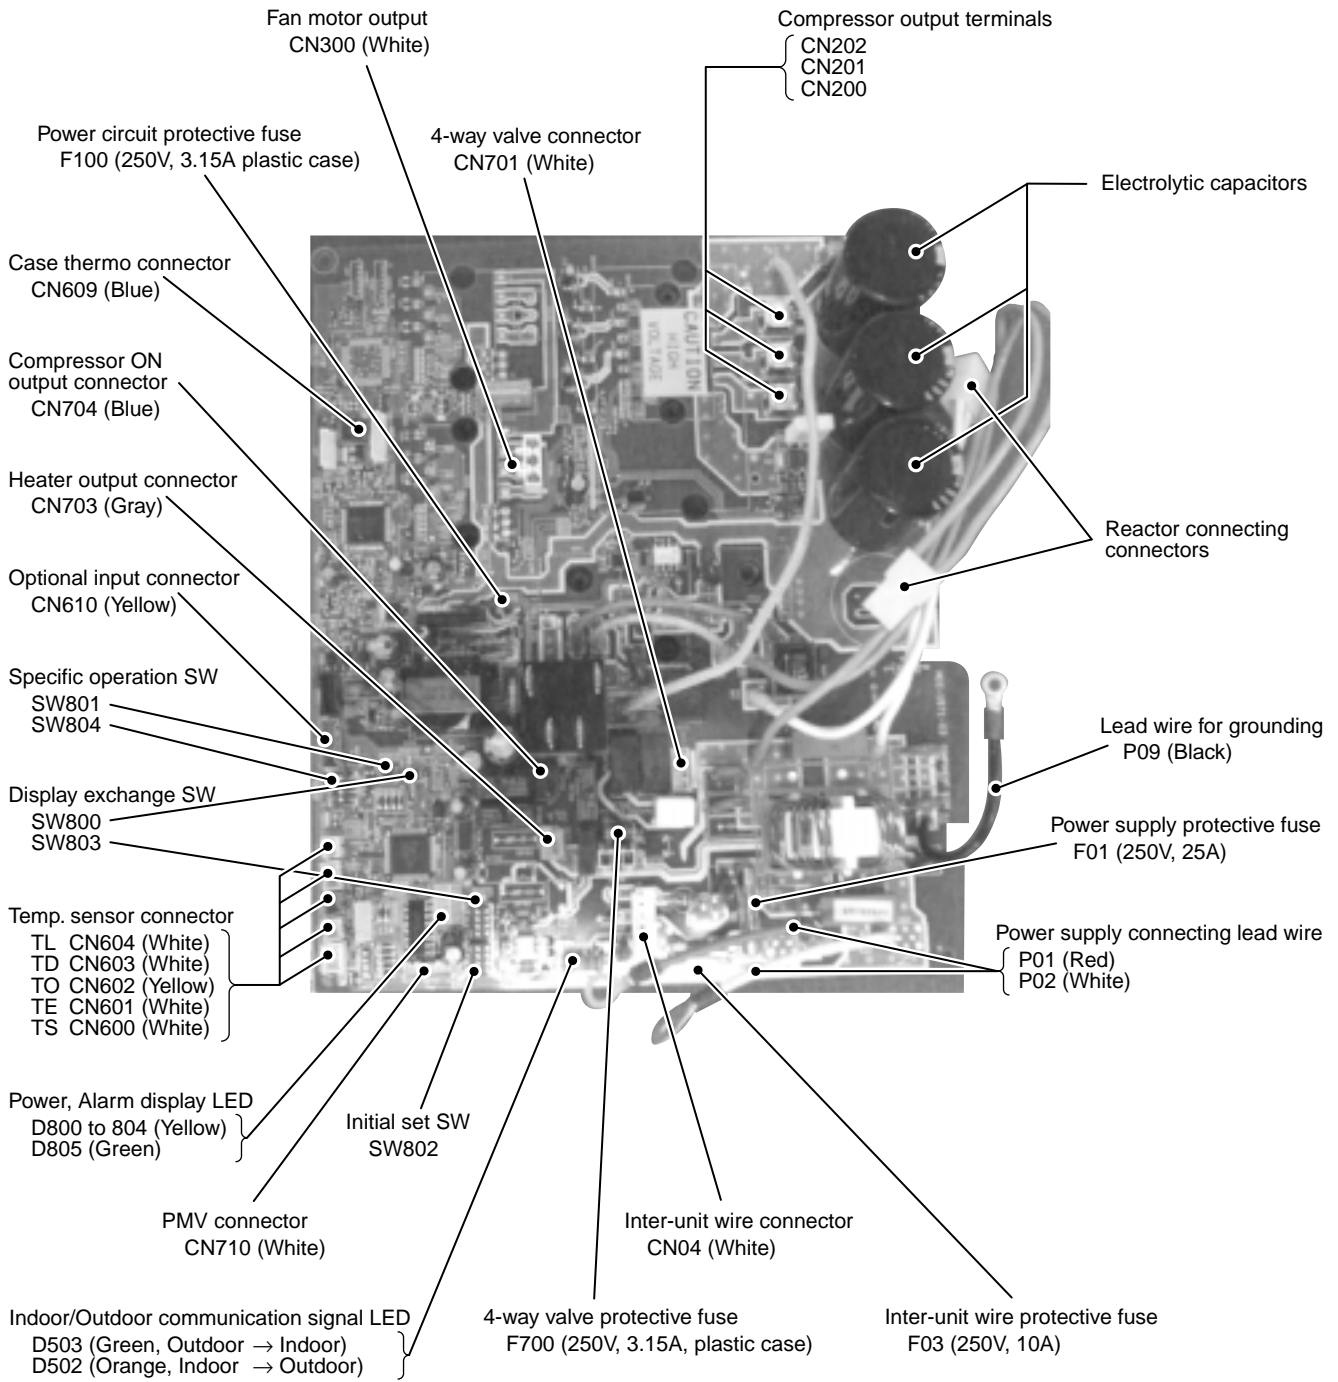 Fan motor output
CN300 (White)
Compressor output terminals
CN202
CN201
CN200
Power circuit protective fuse
F100 (250V, 3.15A plastic case)
4-way valve connector
CN701 (White)
Electrolytic capacitors
Case thermo connector
CN609 (Blue)
CAUTION
HIGH
VOLTAGE
Compressor ON
output connector
CN704 (Blue)
Heater output connector
CN703 (Gray)
Reactor connecting
connectors
Optional input connector
CN610 (Yellow)
Specific operation SW
SW801
SW804
Lead wire for grounding
P09 (Black)
Display exchange SW
SW800
SW803
Power supply protective fuse
F01 (250V, 25A)
Temp. sensor connector
TL CN604 (White)
TD CN603 (White)
TO CN602 (Yellow)
TE CN601 (White)
TS CN600 (White)
Power supply connecting lead wire
P01 (Red)
P02 (White)
Power, Alarm display LED
D800 to 804 (Yellow)
D805 (Green)
Initial set SW
SW802
PMV connector
CN710 (White)
Inter-unit wire connector
CN04 (White)
Indoor/Outdoor communication signal LED
D503 (Green, Outdoor → Indoor)
D502 (Orange, Indoor → Outdoor)
4-way valve protective fuse
F700 (250V, 3.15A, plastic case)
Inter-unit wire protective fuse
F03 (250V, 10A)